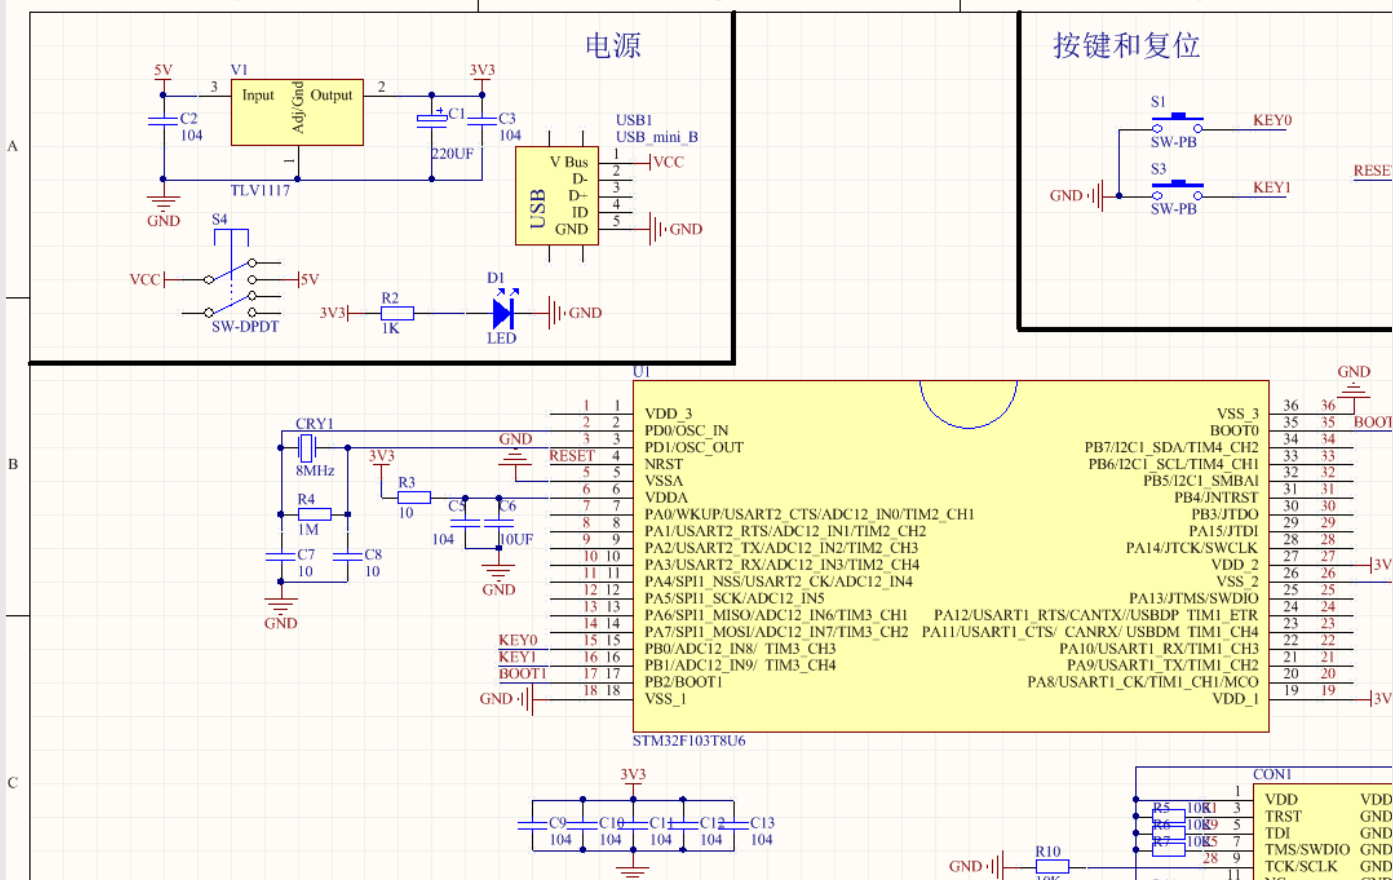 电源
5V
V1
3V3
3
Input
Adj/Gnd
Output
2
C2
104
C1
220UF
C3
104
1
TLV1117
GND
USB1
USB_mini_B
USB
V Bus
1
VCC
D-
2
D+
3
ID
4
GND
5
GND
S4
VCC
5V
SW-DPDT
3V3
R2
1K
D1
LED
GND
按键和复位
S1
KEY0
SW-PB
S3
KEY1
SW-PB
GND
RESE
A
B
C
CRY1
8MHz
R4
1M
C7
10
C8
10
GND
3V3
R3
10
C5
104
C6
10UF
GND
GND
RESET
KEY0
KEY1
BOOT1
GND
U1
1 1 VDD_3
2 2 PD0/OSC_IN
3 3 PD1/OSC_OUT
4 NRST
5 5 VSSA
6 6 VDDA
7 7 PA0/WKUP/USART2_CTS/ADC12_IN0/TIM2_CH1
8 8 PA1/USART2_RTS/ADC12_IN1/TIM2_CH2
9 9 PA2/USART2_TX/ADC12_IN2/TIM2_CH3
10 10 PA3/USART2_RX/ADC12_IN3/TIM2_CH4
11 11 PA4/SPI1_NSS/USART2_CK/ADC12_IN4
12 12 PA5/SPI1_SCK/ADC12_IN5
13 13 PA6/SPI1_MISO/ADC12_IN6/TIM3_CH1
14 14 PA7/SPI1_MOSI/ADC12_IN7/TIM3_CH2
15 15 PB0/ADC12_IN8/ TIM3_CH3
16 16 PB1/ADC12_IN9/ TIM3_CH4
17 17 PB2/BOOT1
18 18 VSS_1
GND
VSS_3 36 36
BOOT0 35 35 BOOT
PB7/I2C1_SDA/TIM4_CH2 34 34
PB6/I2C1_SCL/TIM4_CH1 33 33
PB5/I2C1_SMBAI 32 32
PB4/JNTRST 31 31
PB3/JTDO 30 30
PA15/JTDI 29 29
PA14/JTCK/SWCLK 28 28
VDD_2 27 27 3V
VSS_2 26 26
PA13/JTMS/SWDIO 25 25
PA12/USART1_RTS/CANTX//USBDP TIM1_ETR 24 24
PA11/USART1_CTS/ CANRX/ USBDM TIM1_CH4 23 23
PA10/USART1_RX/TIM1_CH3 22 22
PA9/USART1_TX/TIM1_CH2 21 21
PA8/USART1_CK/TIM1_CH1/MCO 20 20
VDD_1 19 19 3V
STM32F103T8U6
3V3
C9
104
C10
104
C11
104
C12
104
C13
104
CON1
1 VDD VDD
R5 10K 3 TRST GND
R6 10K 5 TDI GND
R7 10K 7 TMS/SWDIO GND
28 9 TCK/SCLK GND
11
GND
R10